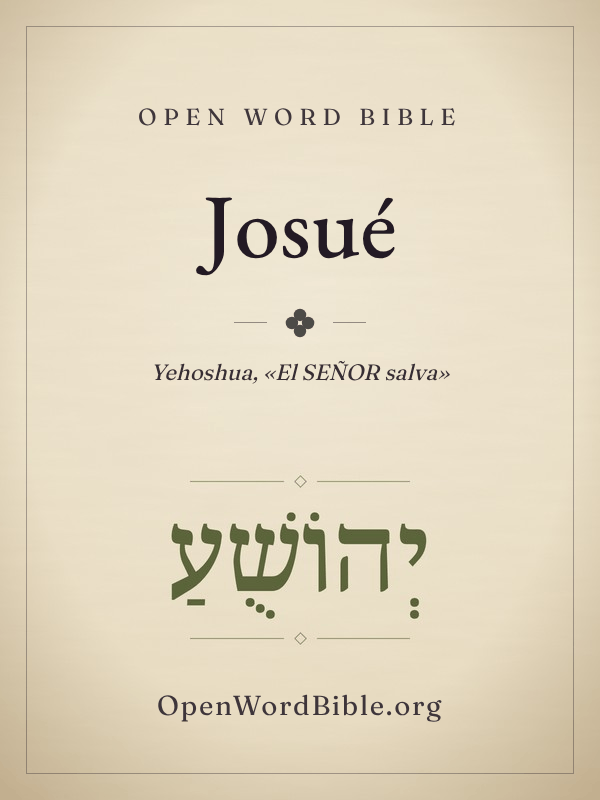 OPEN WORD BIBLE
Josué
Yehoshua, «El SEÑOR salva»
יְהוֹשֻׁעַ
OpenWordBible.org